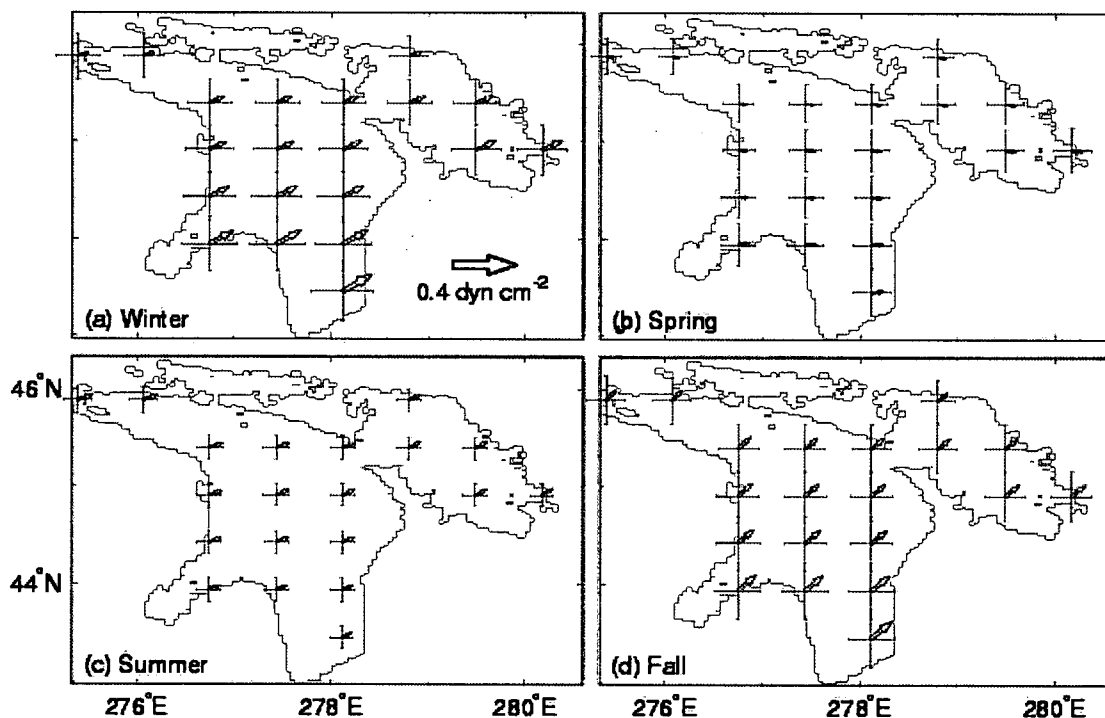 0.4 dyn cm⁻²
(a) Winter
(b) Spring
46°N
44°N
(c) Summer
(d) Fall
276°E 278°E 280°E 276°E 278°E 280°E